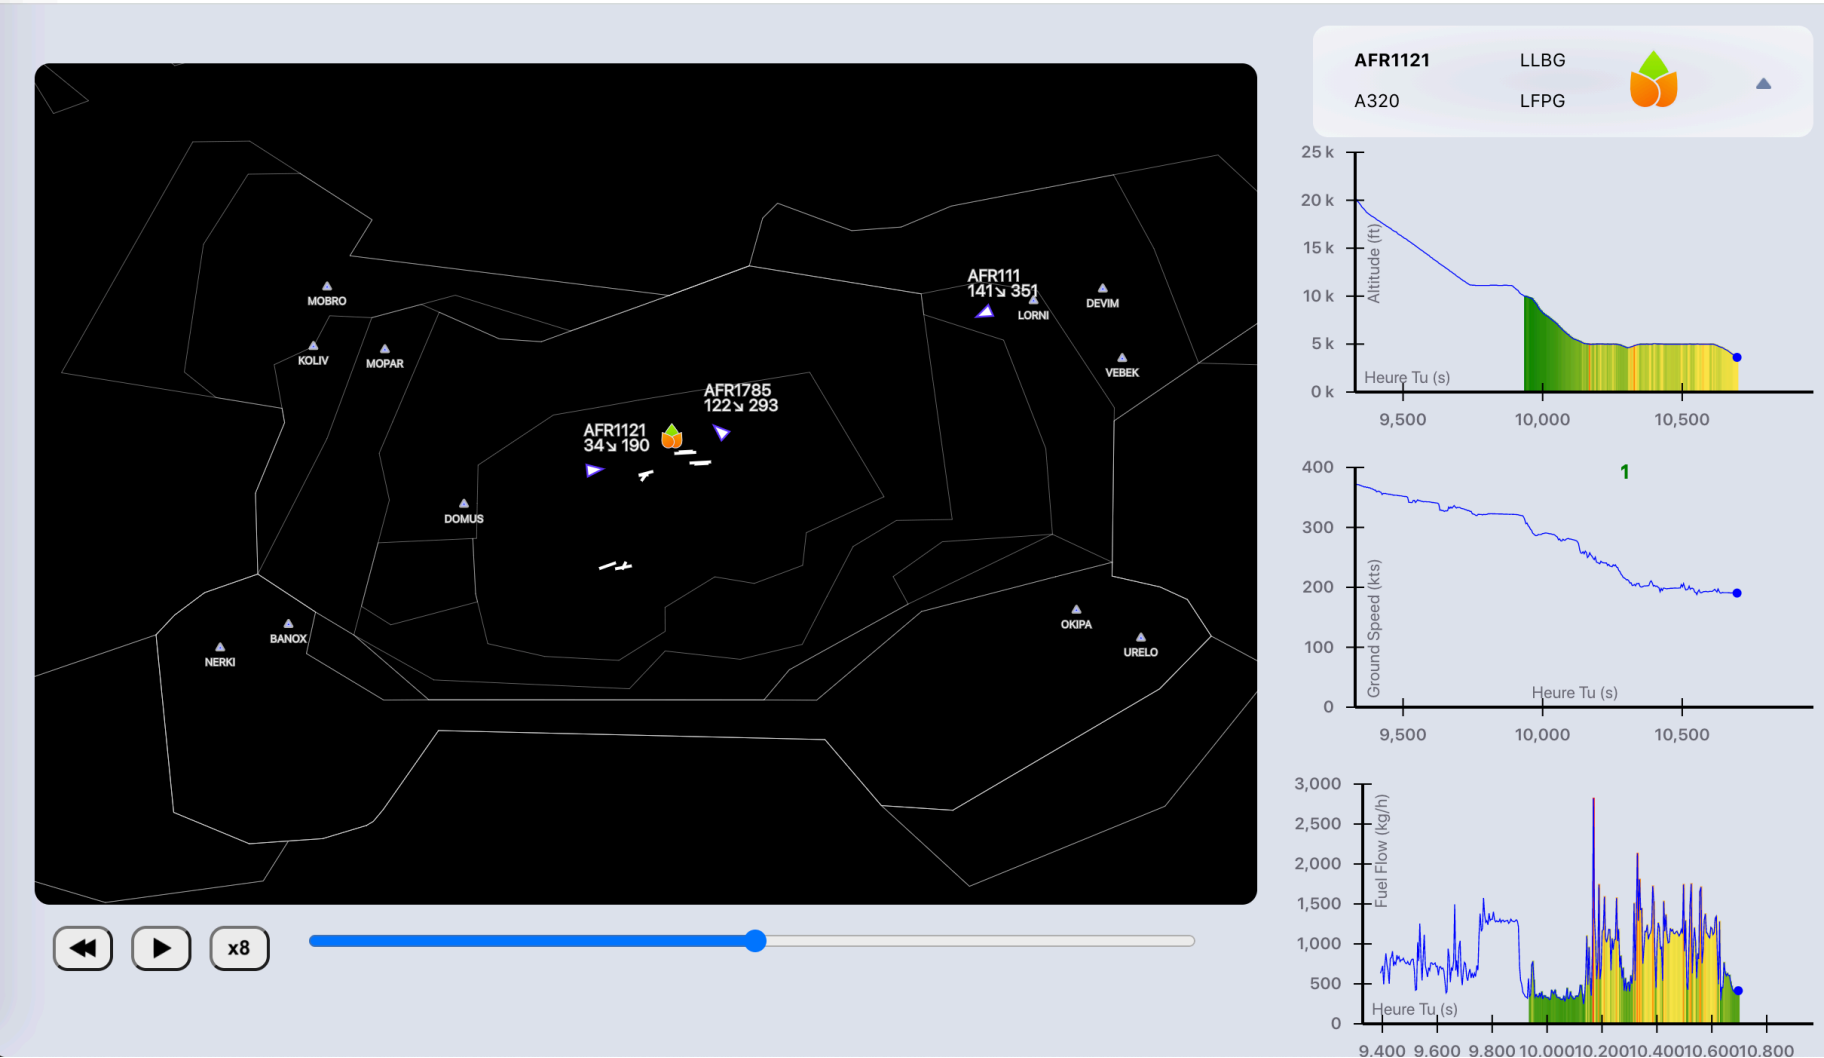 AFR1121 LLBG
A320 LFPG
MOBRO
KOLIV
MOPAR
AFR111
141↘ 351
LORNI
DEVIM
VEBEK
AFR1785
122↘ 293
AFR1121
34↘ 190
DOMUS
BANOX
NERKI
OKIPA
URELO
x8
25 k
20 k
15 k
10 k
5 k
0 k
Altitude (ft)
Heure Tu (s)
9,500 10,000 10,500
1
400
300
200
100
0
Ground Speed (kts)
Heure Tu (s)
9,500 10,000 10,500
3,000
2,500
2,000
1,500
1,000
500
0
Fuel Flow (kg/h)
Heure Tu (s)
9,400 9,600 9,800 10,000 10,200 10,400 10,600 10,800